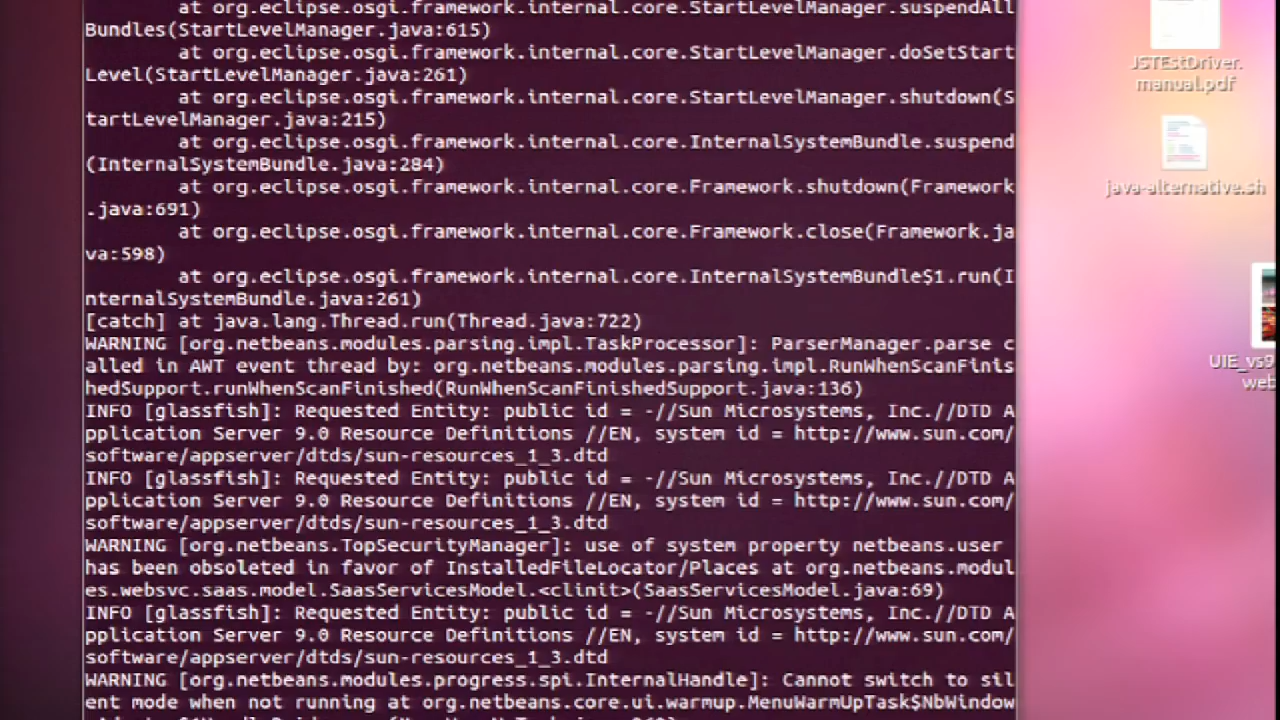 at org.eclipse.osgi.framework.internal.core.StartLevelManager.suspendAll
Bundles(StartLevelManager.java:615)
at org.eclipse.osgi.framework.internal.core.StartLevelManager.doSetStart
Level(StartLevelManager.java:261)
at org.eclipse.osgi.framework.internal.core.StartLevelManager.shutdown(S
tartLevelManager.java:215)
at org.eclipse.osgi.framework.internal.core.InternalSystemBundle.suspend
(InternalSystemBundle.java:284)
at org.eclipse.osgi.framework.internal.core.Framework.shutdown(Framework
.java:691)
at org.eclipse.osgi.framework.internal.core.Framework.close(Framework.ja
va:598)
at org.eclipse.osgi.framework.internal.core.InternalSystemBundle$1.run(I
nternalSystemBundle.java:261)
[catch] at java.lang.Thread.run(Thread.java:722)
WARNING [org.netbeans.modules.parsing.impl.TaskProcessor]: ParserManager.parse c
alled in AWT event thread by: org.netbeans.modules.parsing.impl.RunWhenScanFinis
hedSupport.runWhenScanFinished(RunWhenScanFinishedSupport.java:136)
INFO [glassfish]: Requested Entity: public id = -//Sun Microsystems, Inc.//DTD A
pplication Server 9.0 Resource Definitions //EN, system id = http://www.sun.com/
software/appserver/dtds/sun-resources_1_3.dtd
INFO [glassfish]: Requested Entity: public id = -//Sun Microsystems, Inc.//DTD A
pplication Server 9.0 Resource Definitions //EN, system id = http://www.sun.com/
software/appserver/dtds/sun-resources_1_3.dtd
WARNING [org.netbeans.TopSecurityManager]: use of system property netbeans.user
has been obsoleted in favor of InstalledFileLocator/Places at org.netbeans.modul
es.websvc.saas.model.SaasServicesModel.<clinit>(SaasServicesModel.java:69)
INFO [glassfish]: Requested Entity: public id = -//Sun Microsystems, Inc.//DTD A
pplication Server 9.0 Resource Definitions //EN, system id = http://www.sun.com/
software/appserver/dtds/sun-resources_1_3.dtd
WARNING [org.netbeans.modules.progress.spi.InternalHandle]: Cannot switch to sil
ent mode when not running at org.netbeans.core.ui.warmup.MenuWarmUpTask$NbWindow
JSTEstDriver.
manual.pdf
java-alternative.sh
UIE_vs9
web